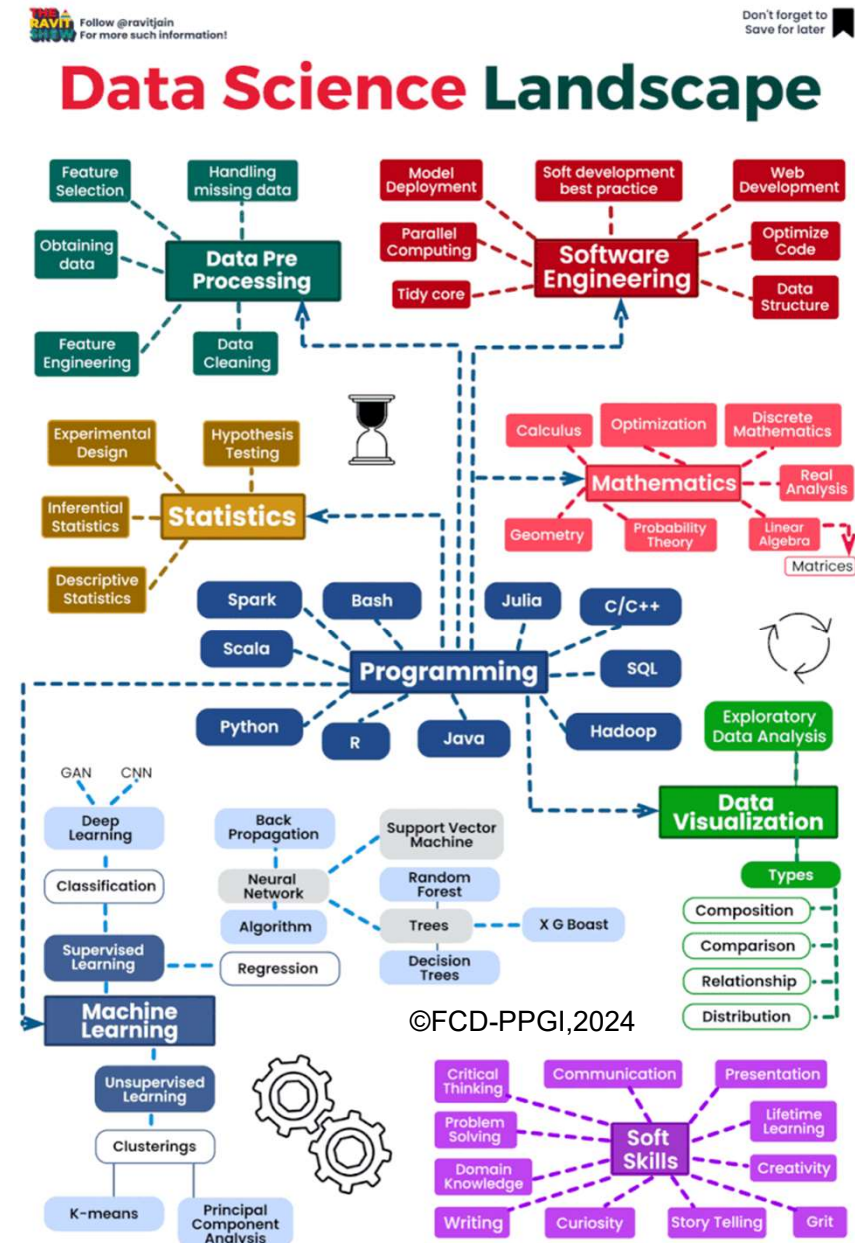 THE
RAVIT
SHOW
Follow @ravitjain
For more such information!
Don't forget to
Save for later
Data Science Landscape
Feature
Selection
Handling
missing data
Obtaining
data
Data Pre
Processing
Feature
Engineering
Data
Cleaning
Model
Deployment
Soft development
best practice
Web
Development
Parallel
Computing
Software
Engineering
Optimize
Code
Tidy core
Data
Structure
Experimental
Design
Hypothesis
Testing
Inferential
Statistics
Statistics
Descriptive
Statistics
Calculus
Optimization
Discrete
Mathematics
Mathematics
Real
Analysis
Geometry
Probability
Theory
Linear
Algebra
Matrices
Spark
Bash
Julia
C/C++
Scala
Programming
SQL
Python
R
Java
Hadoop
Exploratory
Data Analysis
Data
Visualization
Types
Composition
Comparison
Relationship
Distribution
GAN
CNN
Deep
Learning
Classification
Supervised
Learning
Regression
Machine
Learning
Back
Propagation
Neural
Network
Algorithm
Support Vector
Machine
Random
Forest
Trees
X G Boast
Decision
Trees
©FCD-PPGI,2024
Unsupervised
Learning
Clusterings
K-means
Principal
Component
Analysis
Critical
Thinking
Communication
Presentation
Problem
Solving
Soft
Skills
Lifetime
Learning
Domain
Knowledge
Creativity
Writing
Curiosity
Story Telling
Grit